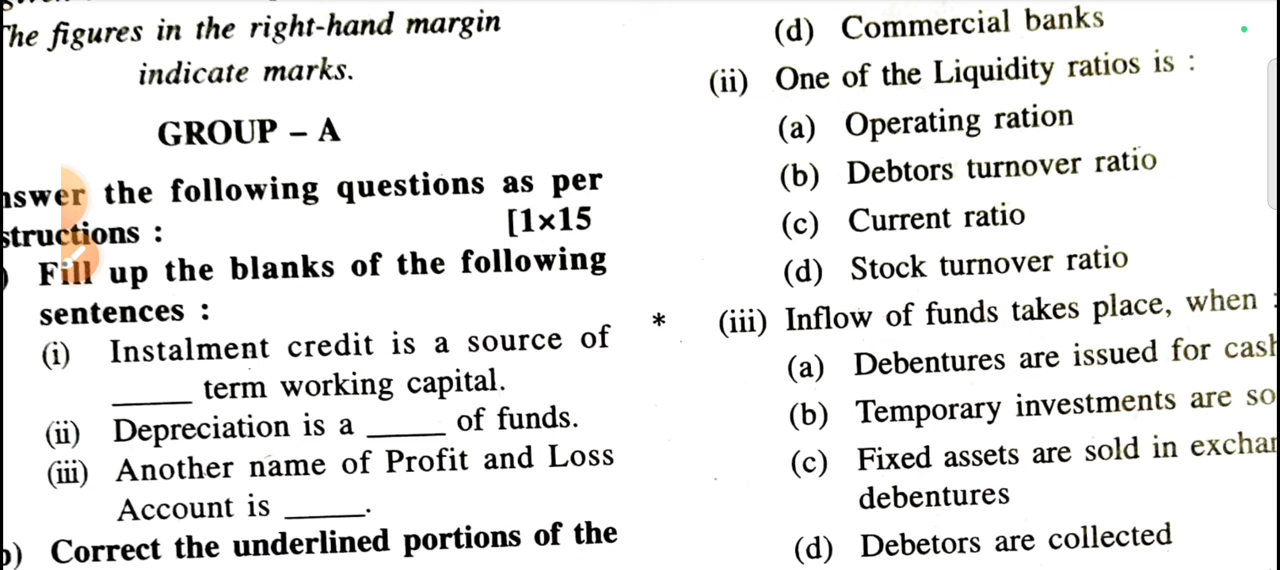 The figures in the right-hand margin
indicate marks.
GROUP – A
the following questions as per
: [1×15
Fill up the blanks of the following
sentences :
(i) Instalment credit is a source of
_____ term working capital.
(ii) Depreciation is a _____ of funds.
(iii) Another name of Profit and Loss
Account is _____.
Correct the underlined portions of the
(d) Commercial banks
(ii) One of the Liquidity ratios is :
(a) Operating ration
(b) Debtors turnover ratio
(c) Current ratio
(d) Stock turnover ratio
* (iii) Inflow of funds takes place, when :
(a) Debentures are issued for cash
(b) Temporary investments are
(c) Fixed assets are sold in
debentures
(d) Debetors are collected